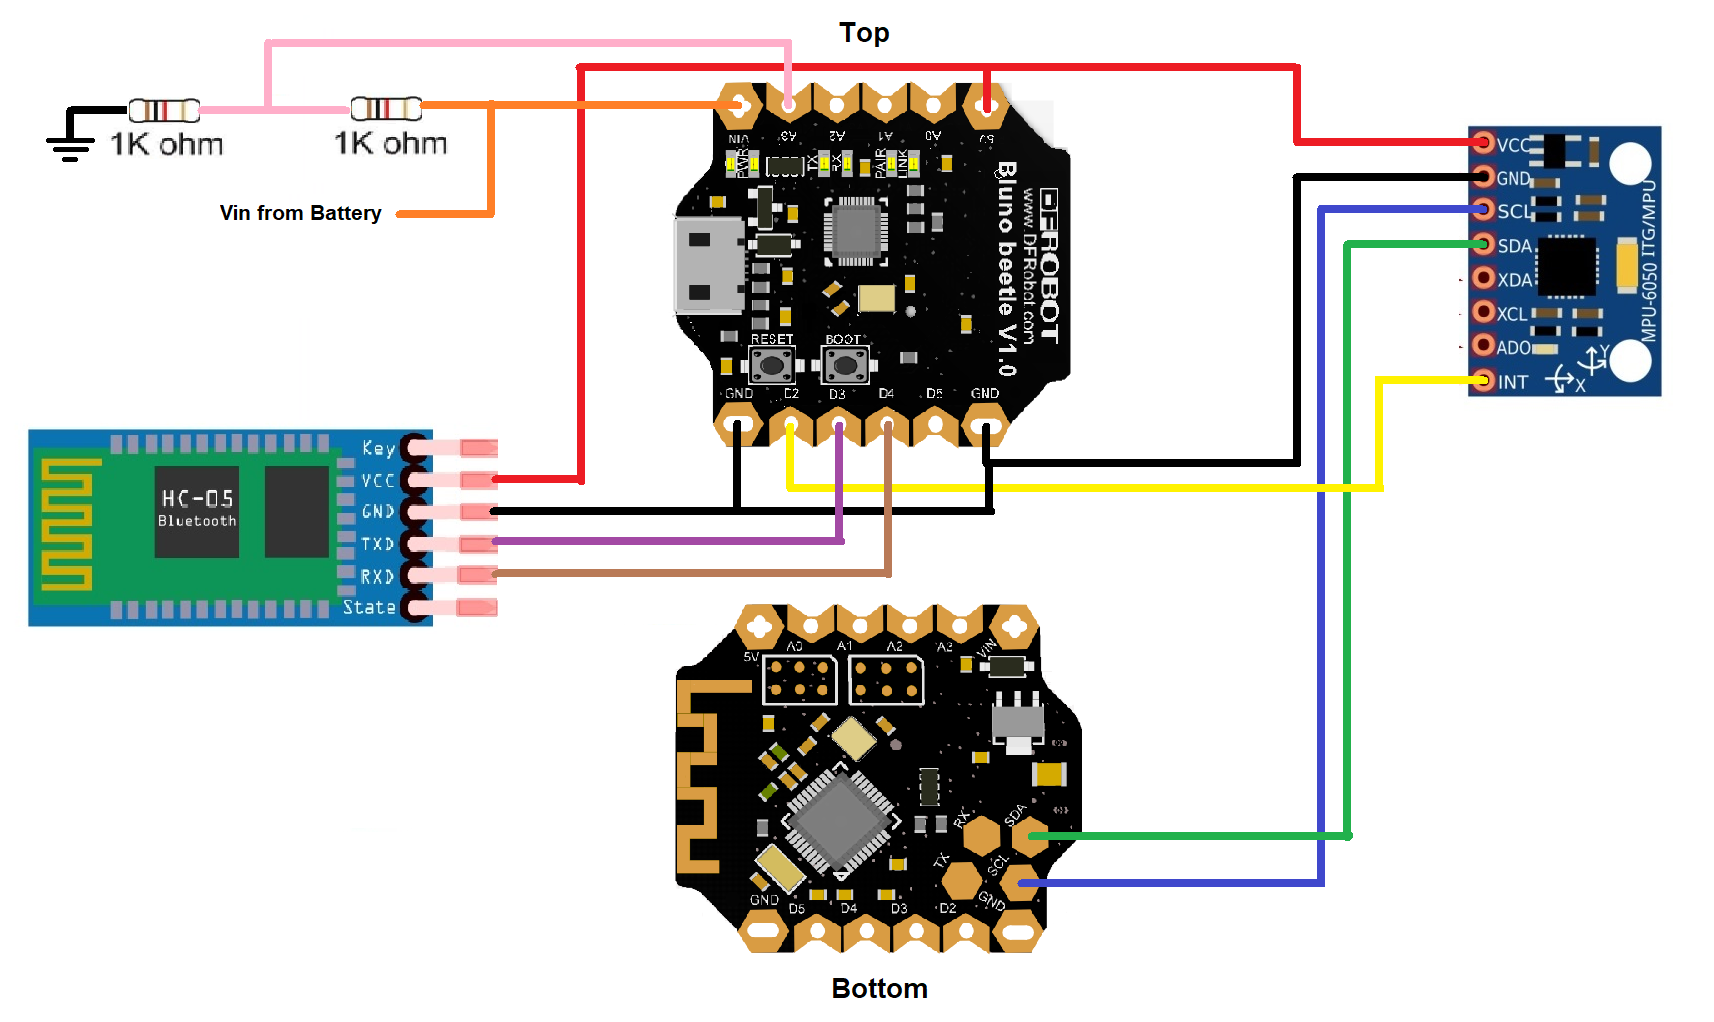 Top
1K ohm
1K ohm
Vin from Battery
VIN
A3
A2
A1
A0
5V
PWR
TX
RX
PAIR
LINK
Bluno beetle V1.0
www.DFRobot.com
DFROBOT
RESET
BOOT
GND
D2
D3
D4
D5
GND
VCC
GND
SCL
SDA
XDA
XCL
ADO
INT
MPU-6050 ITG/MPU
Y
X
HC-05
Bluetooth
Key
VCC
GND
TXD
RXD
State
5V
A0
A1
A2
A3
VIN
RX
SDA
TX
SCL
GND
GND
D5
D4
D3
D2
Bottom